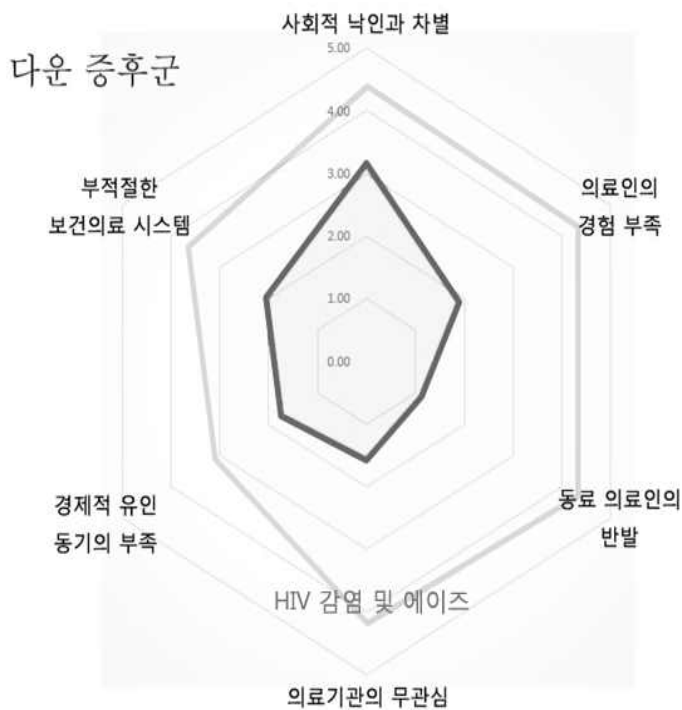 사회적 낙인과 차별
다운 증후군
5.00
4.00
3.00
2.00
1.00
0.00
부적절한
보건의료 시스템
의료인의
경험 부족
경제적 유인
동기의 부족
동료 의료인의
반발
HIV 감염 및 에이즈
의료기관의 무관심